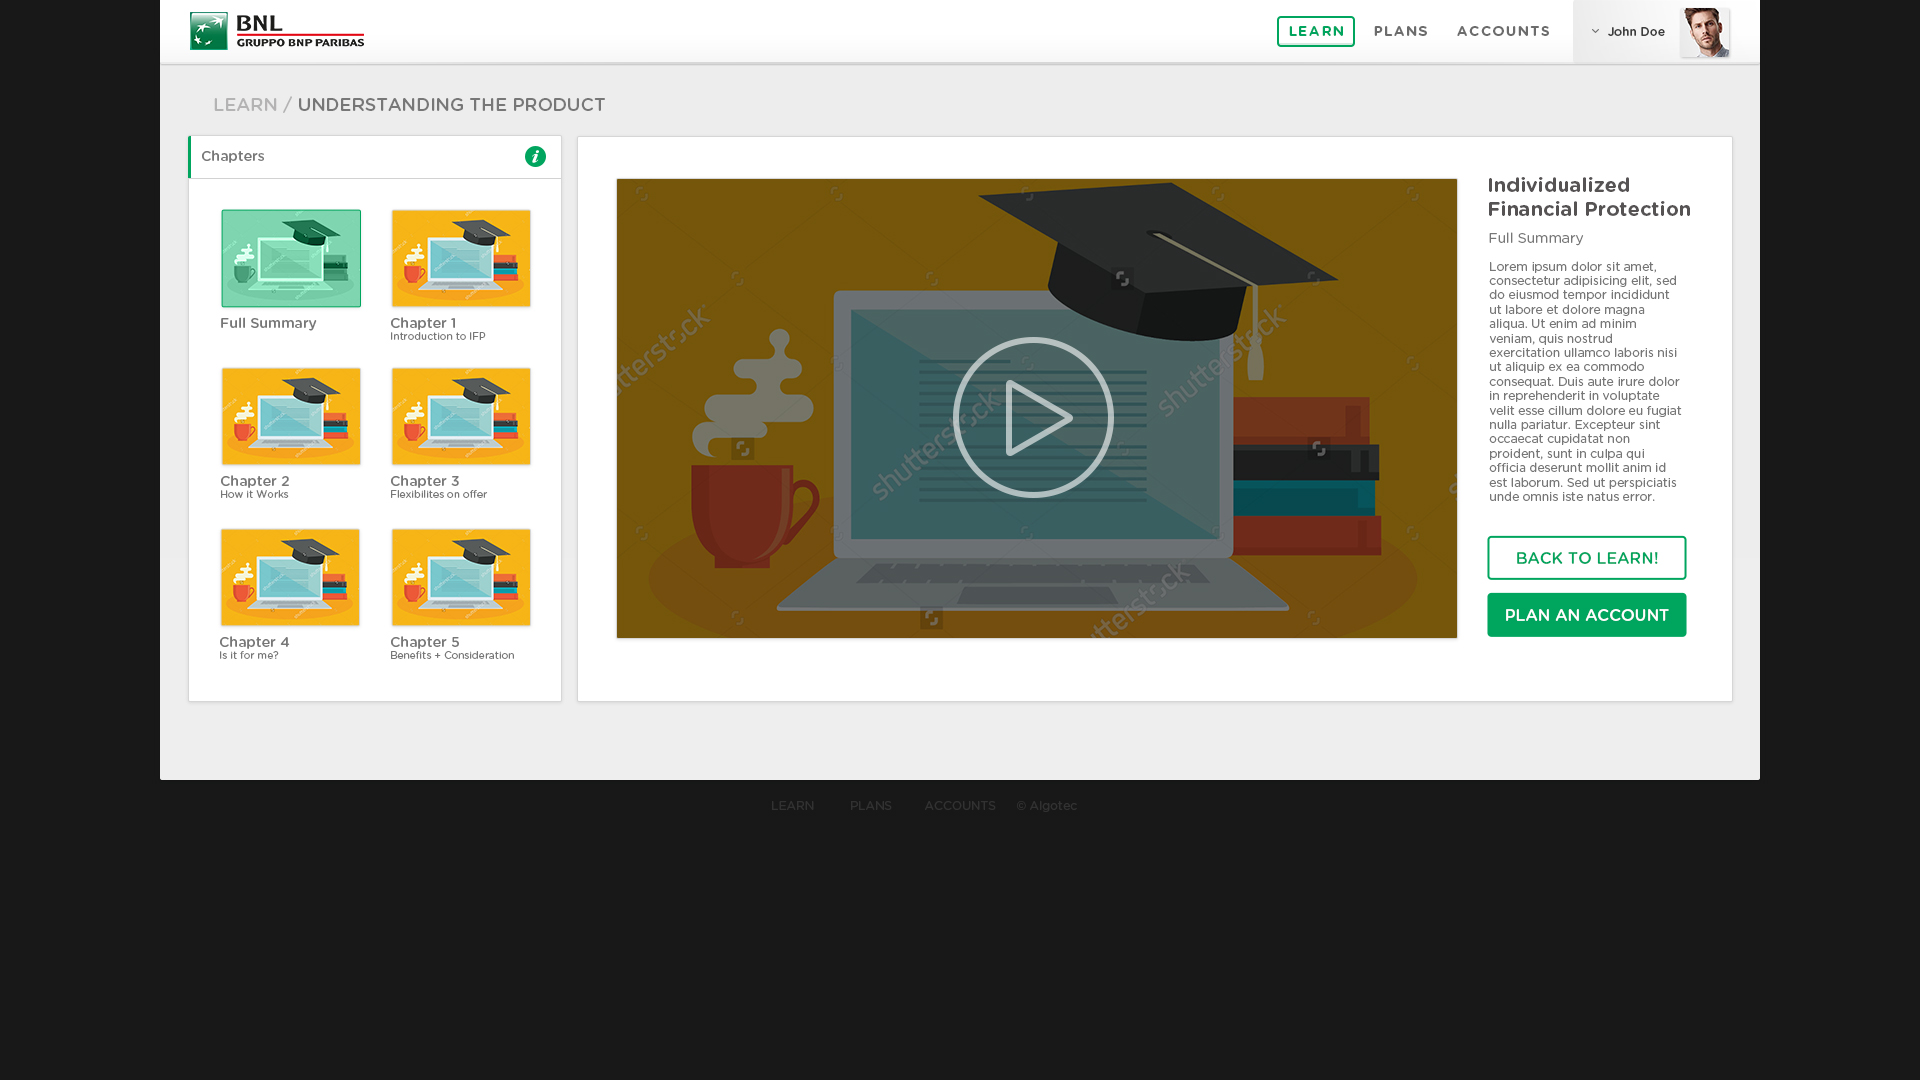 BNL
GRUPPO BNP PARIBAS
LEARN
PLANS
ACCOUNTS
John Doe
LEARN / UNDERSTANDING THE PRODUCT
Chapters
i
Full Summary
Chapter 1
Introduction to IFP
Chapter 2
How it Works
Chapter 3
Flexibilites on offer
Chapter 4
Is it for me?
Chapter 5
Benefits + Consideration
shutterstock
shutterstock
shutterstock
shutterstock
Individualized
Financial Protection
Full Summary
Lorem ipsum dolor sit amet,
consectetur adipisicing elit, sed
do eiusmod tempor incididunt
ut labore et dolore magna
aliqua. Ut enim ad minim
veniam, quis nostrud
exercitation ullamco laboris nisi
ut aliquip ex ea commodo
consequat. Duis aute irure dolor
in reprehenderit in voluptate
velit esse cillum dolore eu fugiat
nulla pariatur. Excepteur sint
occaecat cupidatat non
proident, sunt in culpa qui
officia deserunt mollit anim id
est laborum. Sed ut perspiciatis
unde omnis iste natus error.
BACK TO LEARN!
PLAN AN ACCOUNT
LEARN
PLANS
ACCOUNTS
© Algotec